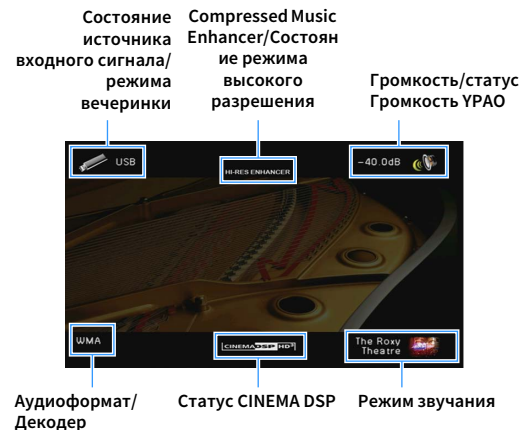 Состояние
источника
входного сигнала/
режима
вечеринки
Compressed Music
Enhancer/Состоян
ие режима
высокого
разрешения
Громкость/статус
Громкость YPAO
USB
HI-RES ENHANCER
-40.0dB
WMA
CINEMA DSP HD³
The Roxy
Theatre
Аудиоформат/
Декодер
Статус CINEMA DSP
Режим звучания